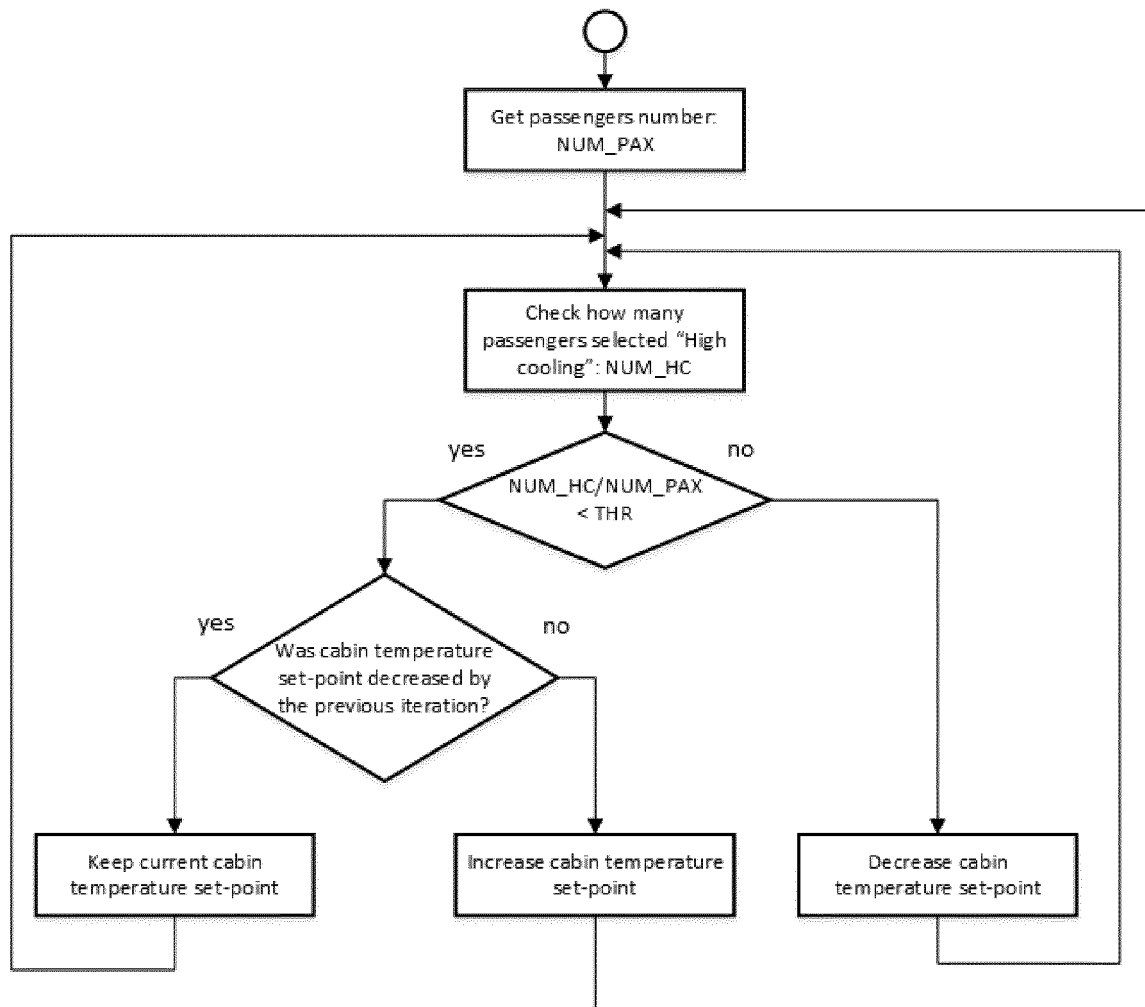 Get passengers number:
NUM_PAX
Check how many
passengers selected “High
cooling”: NUM_HC
yes
no
NUM_HC/NUM_PAX
< THR
yes
no
Was cabin temperature
set-point decreased by
the previous iteration?
Keep current cabin
temperature set-point
Increase cabin temperature
set-point
Decrease cabin
temperature set-point